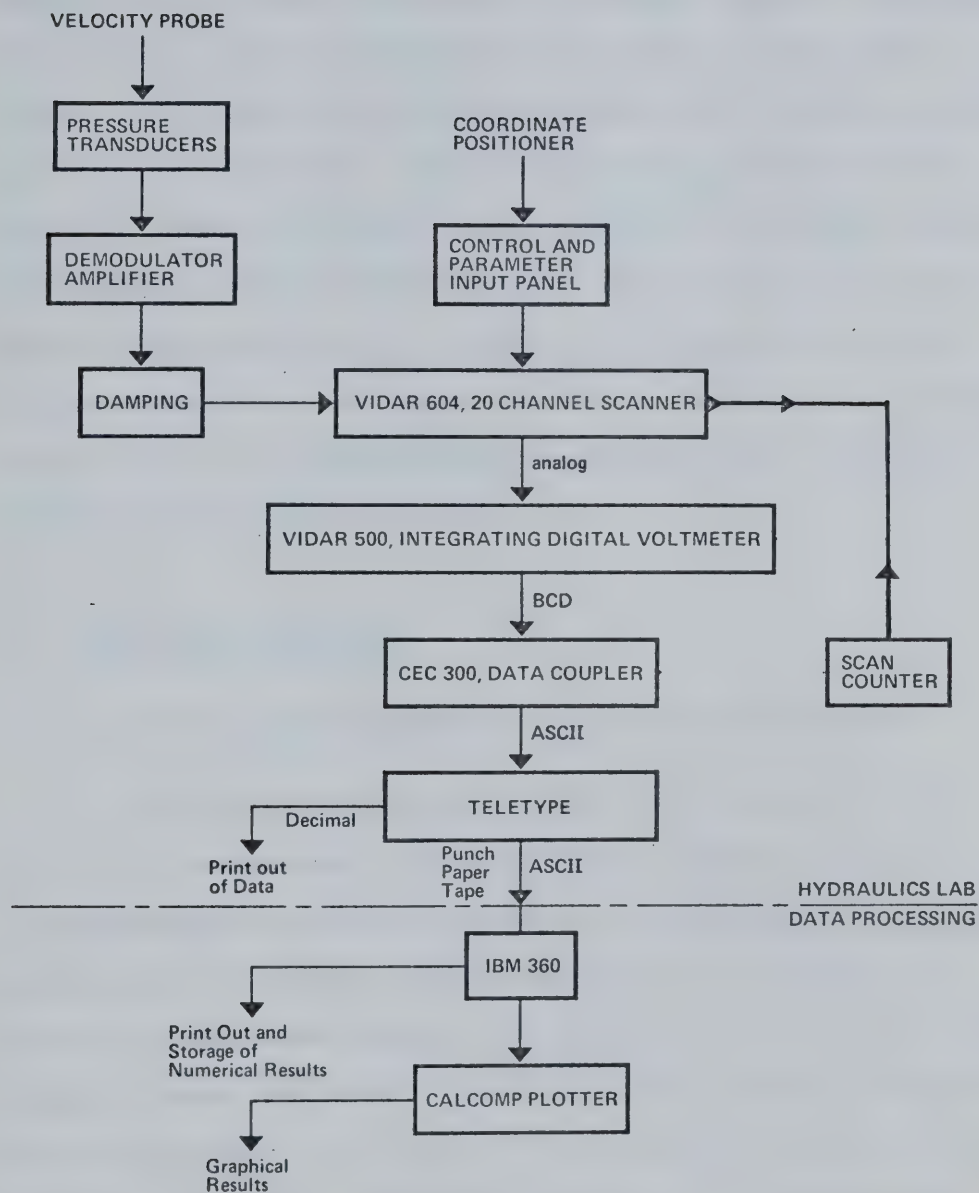 VELOCITY PROBE
PRESSURE
TRANSDUCERS
COORDINATE
POSITIONER
DEMODULATOR
AMPLIFIER
CONTROL AND
PARAMETER
INPUT PANEL
DAMPING
VIDAR 604, 20 CHANNEL SCANNER
analog
VIDAR 500, INTEGRATING DIGITAL VOLTMETER
BCD
CEC 300, DATA COUPLER
SCAN
COUNTER
ASCII
TELETYPE
Decimal
Print out
of Data
Punch
Paper
Tape
ASCII
HYDRAULICS LAB
DATA PROCESSING
IBM 360
Print Out and
Storage of
Numerical Results
CALCOMP PLOTTER
Graphical
Results